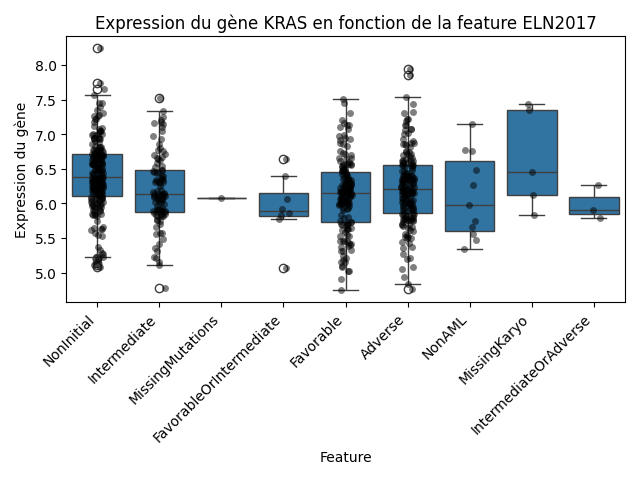 Expression du gène KRAS en fonction de la feature ELN2017
Expression du gène
8.0
7.5
7.0
6.5
6.0
5.5
5.0
NonInitial
Intermediate
MissingMutations
FavorableOrIntermediate
Favorable
Adverse
NonAML
MissingKaryo
IntermediateOrAdverse
Feature